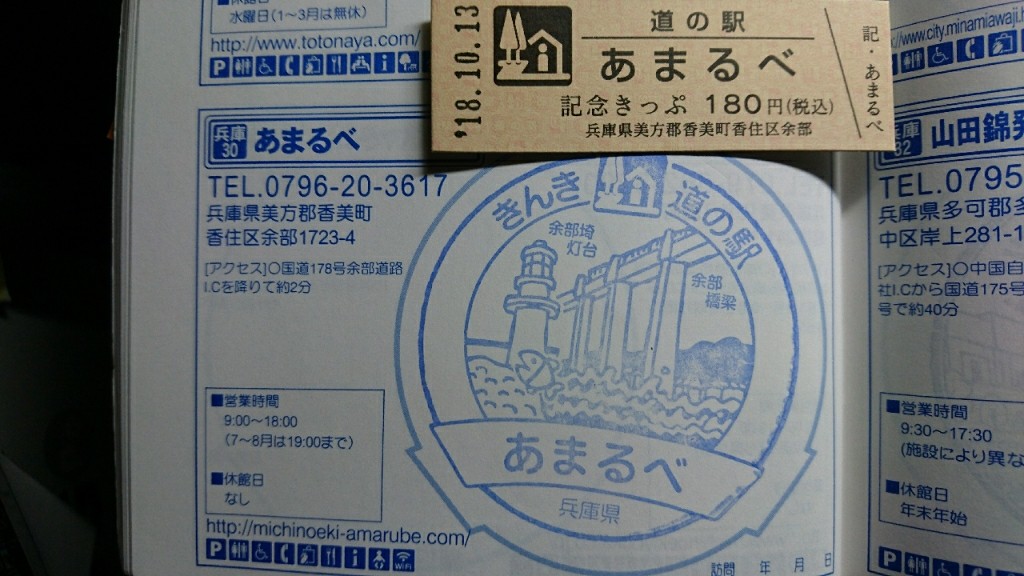 水曜日(1~3月は無休)
http://www.totonaya.com/
'18.10.13
道の駅
あまるべ
記念きっぷ 180円(税込)
兵庫県美方郡香美町香住区余部
記・あまるべ
兵庫30 あまるべ
TEL.0796-20-3617
兵庫県美方郡香美町
香住区余部1723-4
[アクセス]〇国道178号余部道路
I.Cを降りて約2分
■営業時間
9:00~18:00
(7~8月は19:00まで)
■休館日
なし
http://michinoeki-amarube.com/
WiFi
きんき 道の駅
余部埼
灯台
余部
橋梁
あまるべ
兵庫県
訪問 年 月 日
www.city.minamiawaji.
兵庫32 山田錦発
TEL.0795
兵庫県多可郡多
中区岸上281-1
[アクセス]〇中国自
社I.Cから国道175号
号で約40分
■営業時間
9:30~17:30
(施設により異な
■休館日
年末年始